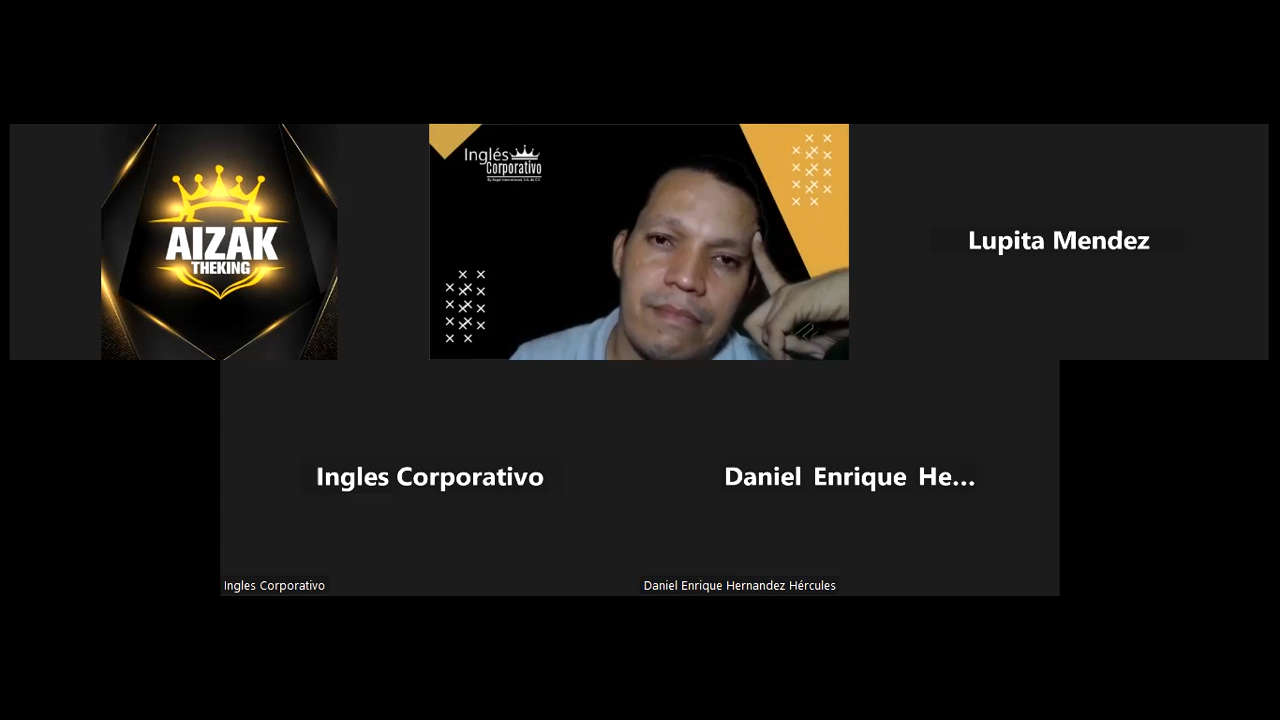 AIZAK
THEKING
Inglés
Corporativo
Lupita Mendez
Ingles Corporativo
Daniel Enrique He...
Ingles Corporativo
Daniel Enrique Hernandez Hércules